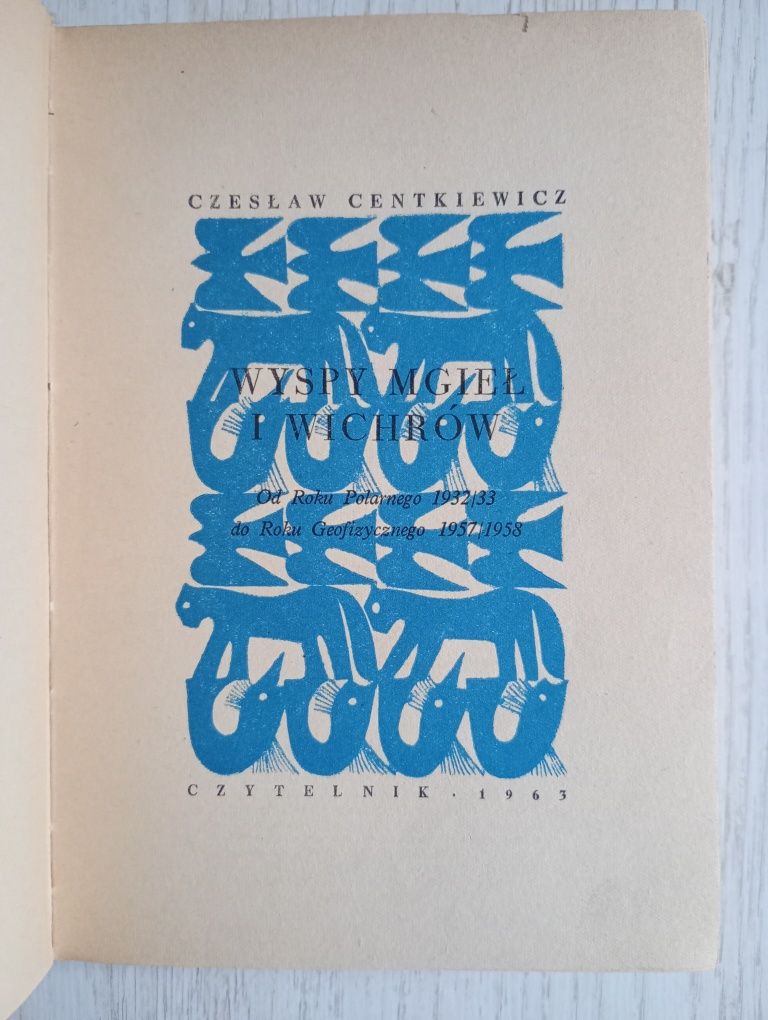 CZESŁAW CENTKIEWICZ
WYSPY MGIEŁ
I WICHRÓW
Od Roku Polarnego 1932/33
do Roku Geofizycznego 1957/1958
CZYTELNIK · 1963